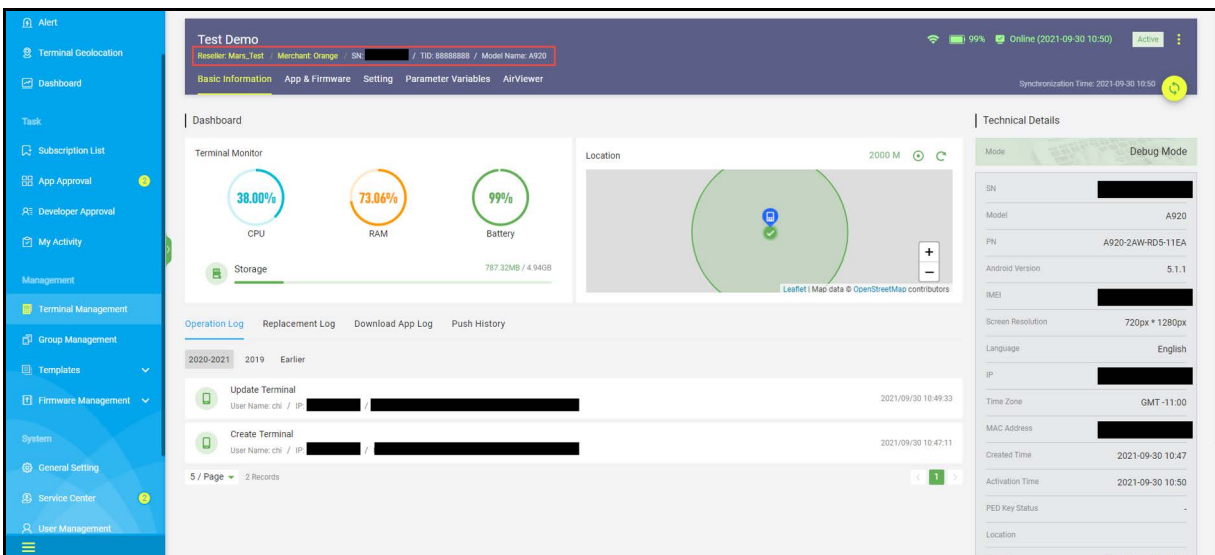 Alert
Terminal Geolocation
Dashboard
Task
Subscription List
App Approval 2
Developer Approval
My Activity
Management
Terminal Management
Group Management
Templates
Firmware Management
System
General Setting
Service Center 2
User Management
Test Demo
Reseller: Mars_Test / Merchant: Orange / SN: / TID: 88888888 / Model Name: A920
99% Online (2021-09-30 10:50) Active
Basic Information App & Firmware Setting Parameter Variables AirViewer
Synchronization Time: 2021-09-30 10:50
Dashboard
Terminal Monitor
38.00% 73.06% 99%
CPU RAM Battery
Storage 787.32MB / 4.94GB
Location 2000 M
+
−
Leaflet | Map data © OpenStreetMap contributors
Operation Log Replacement Log Download App Log Push History
2020-2021 2019 Earlier
Update Terminal
User Name: chi / IP: /
2021/09/30 10:49:33
Create Terminal
User Name: chi / IP: /
2021/09/30 10:47:11
5 / Page 2 Records < 1 >
Technical Details
Mode Debug Mode
SN
Model A920
PN A920-2AW-RD5-11EA
Android Version 5.1.1
IMEI
Screen Resolution 720px * 1280px
Language English
IP
Time Zone GMT -11:00
MAC Address
Created Time 2021-09-30 10:47
Activation Time 2021-09-30 10:50
PED Key Status -
Location